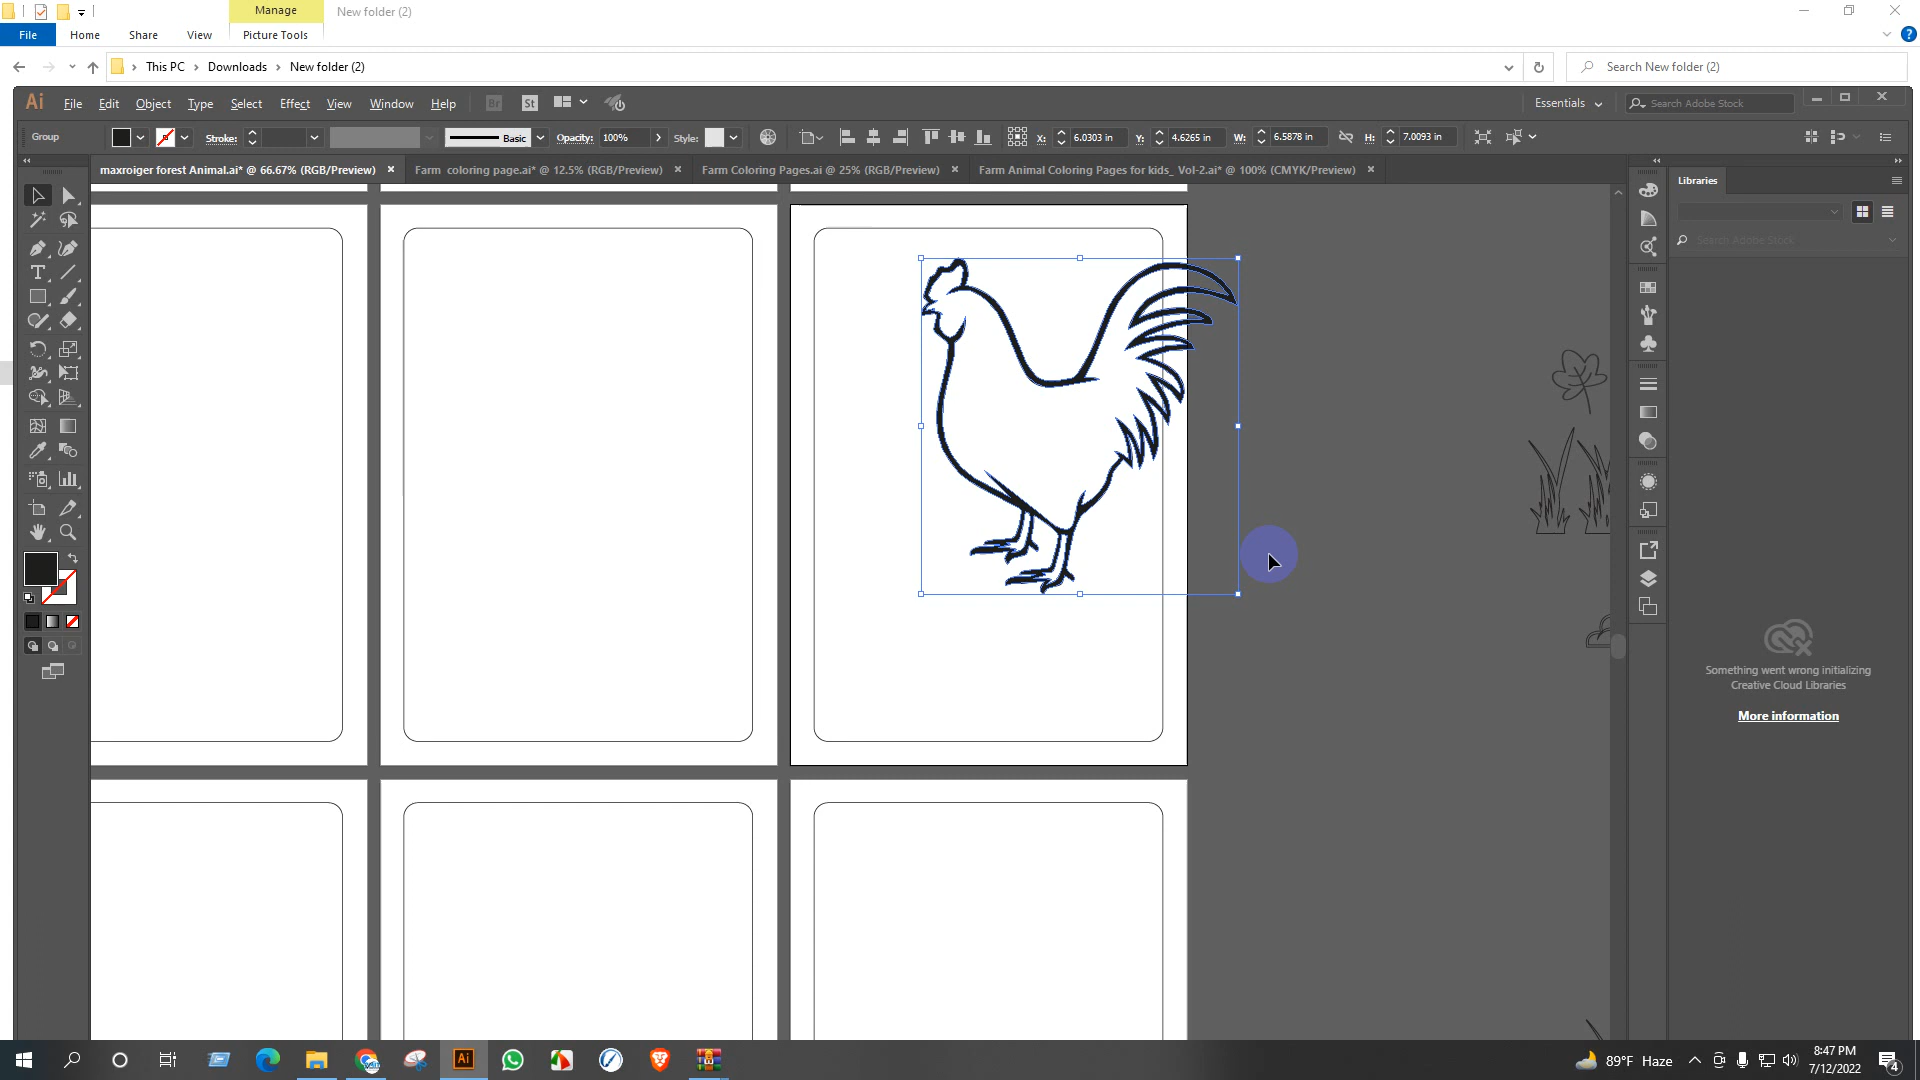 Manage
New folder (2)
File
Home
Share
View
Picture Tools
This PC
Downloads
New folder (2)
Search New folder (2)
Ai
File
Edit
Object
Type
Select
Effect
View
Window
Help
Br
St
Essentials
Search Adobe Stock
Group
Stroke:
Basic
Opacity:
100%
Style:
X:
6.0303 in
Y:
4.6265 in
W:
6.5878 in
H:
7.0093 in
maxroiger forest Animal.ai* @ 66.67% (RGB/Preview)
Farm coloring page.ai* @ 12.5% (RGB/Preview)
Farm Coloring Pages.ai @ 25% (RGB/Preview)
Farm Animal Coloring Pages for kids_ Vol-2.ai* @ 100% (CMYK/Preview)
Libraries
Search Adobe Stock
Something went wrong initializing
Creative Cloud Libraries
More information
Ai
89°F Haze
8:47 PM
7/12/2022
4